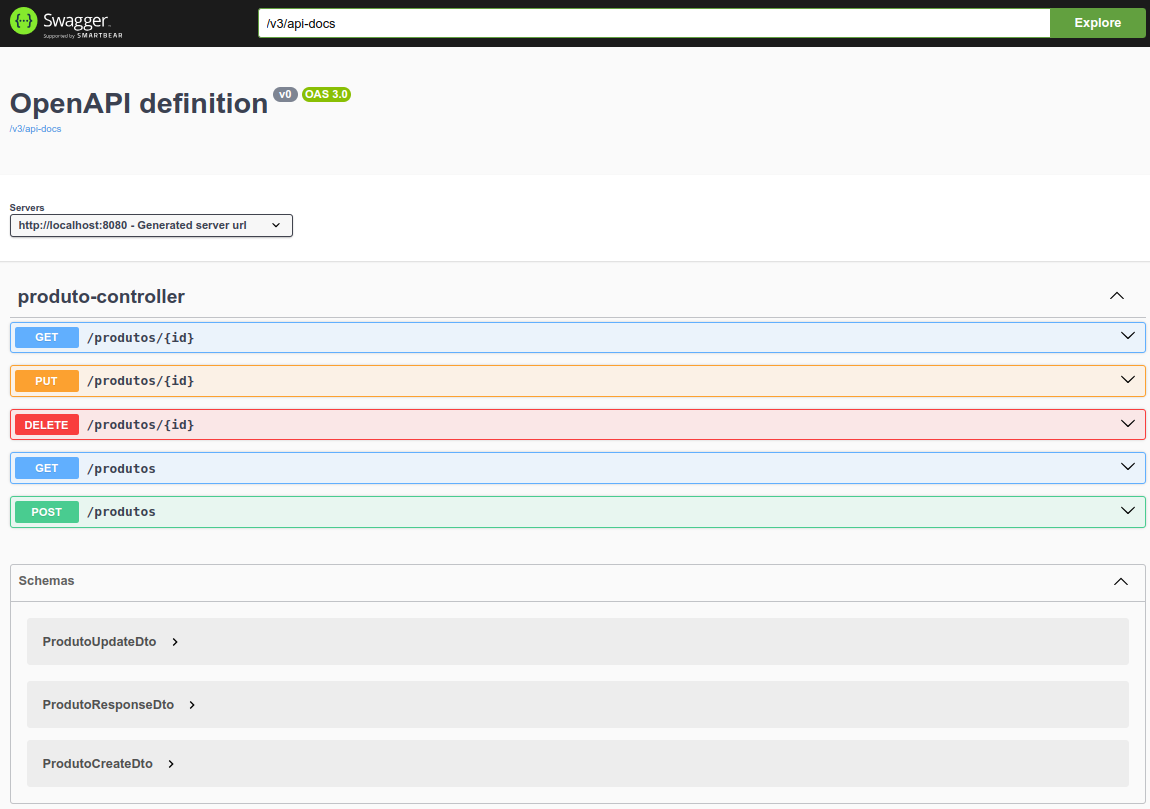 Swagger.
Supported by SMARTBEAR
/v3/api-docs
Explore
OpenAPI definition v0 OAS 3.0
/v3/api-docs
Servers
http://localhost:8080 - Generated server url
produto-controller
GET /produtos/{id}
PUT /produtos/{id}
DELETE /produtos/{id}
GET /produtos
POST /produtos
Schemas
ProdutoUpdateDto
ProdutoResponseDto
ProdutoCreateDto